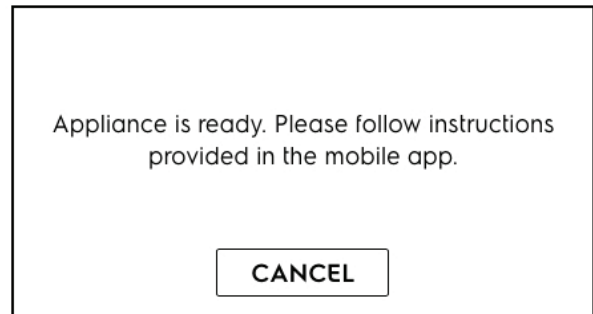 Appliance is ready. Please follow instructions
provided in the mobile app.
CANCEL